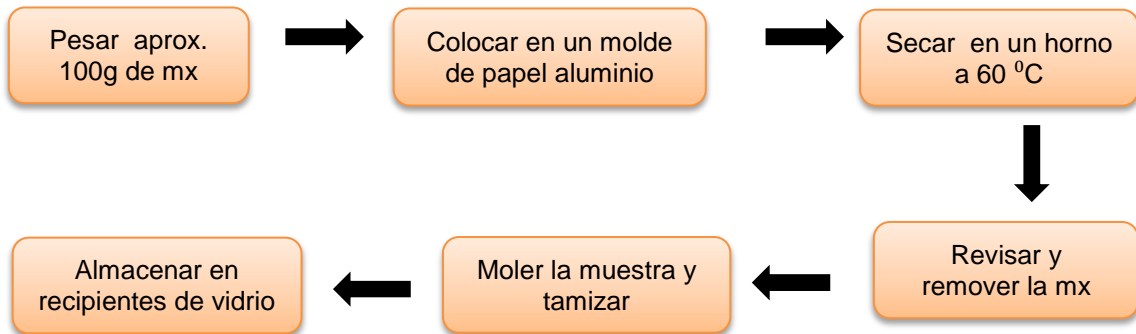 Pesar aprox.
100g de mx
Colocar en un molde
de papel aluminio
Secar en un horno
a 60 ⁰C
Revisar y
remover la mx
Moler la muestra y
tamizar
Almacenar en
recipientes de vidrio